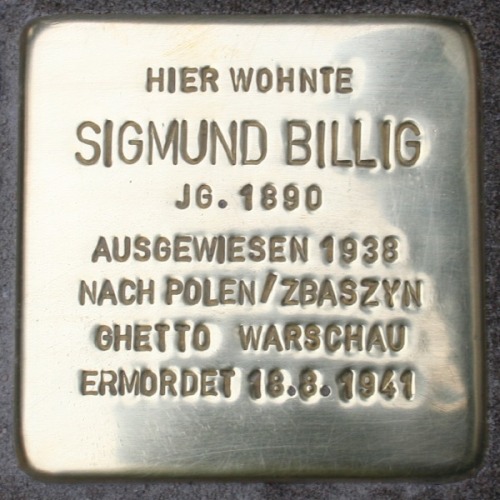 HIER WOHNTE
SIGMUND BILLIG
JG. 1890
AUSGEWIESEN 1938
NACH POLEN/ZBASZYN
GHETTO WARSCHAU
ERMORDET 18.8.1941